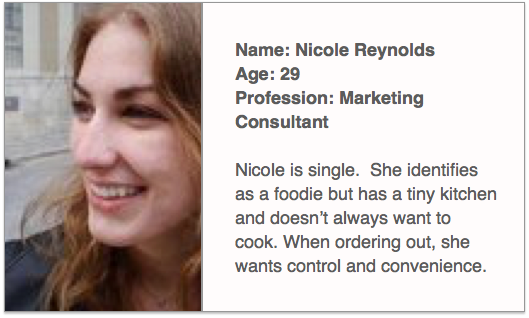 Name: Nicole Reynolds
Age: 29
Profession: Marketing
Consultant
Nicole is single.  She identifies
as a foodie but has a tiny kitchen
and doesn’t always want to
cook. When ordering out, she
wants control and convenience.